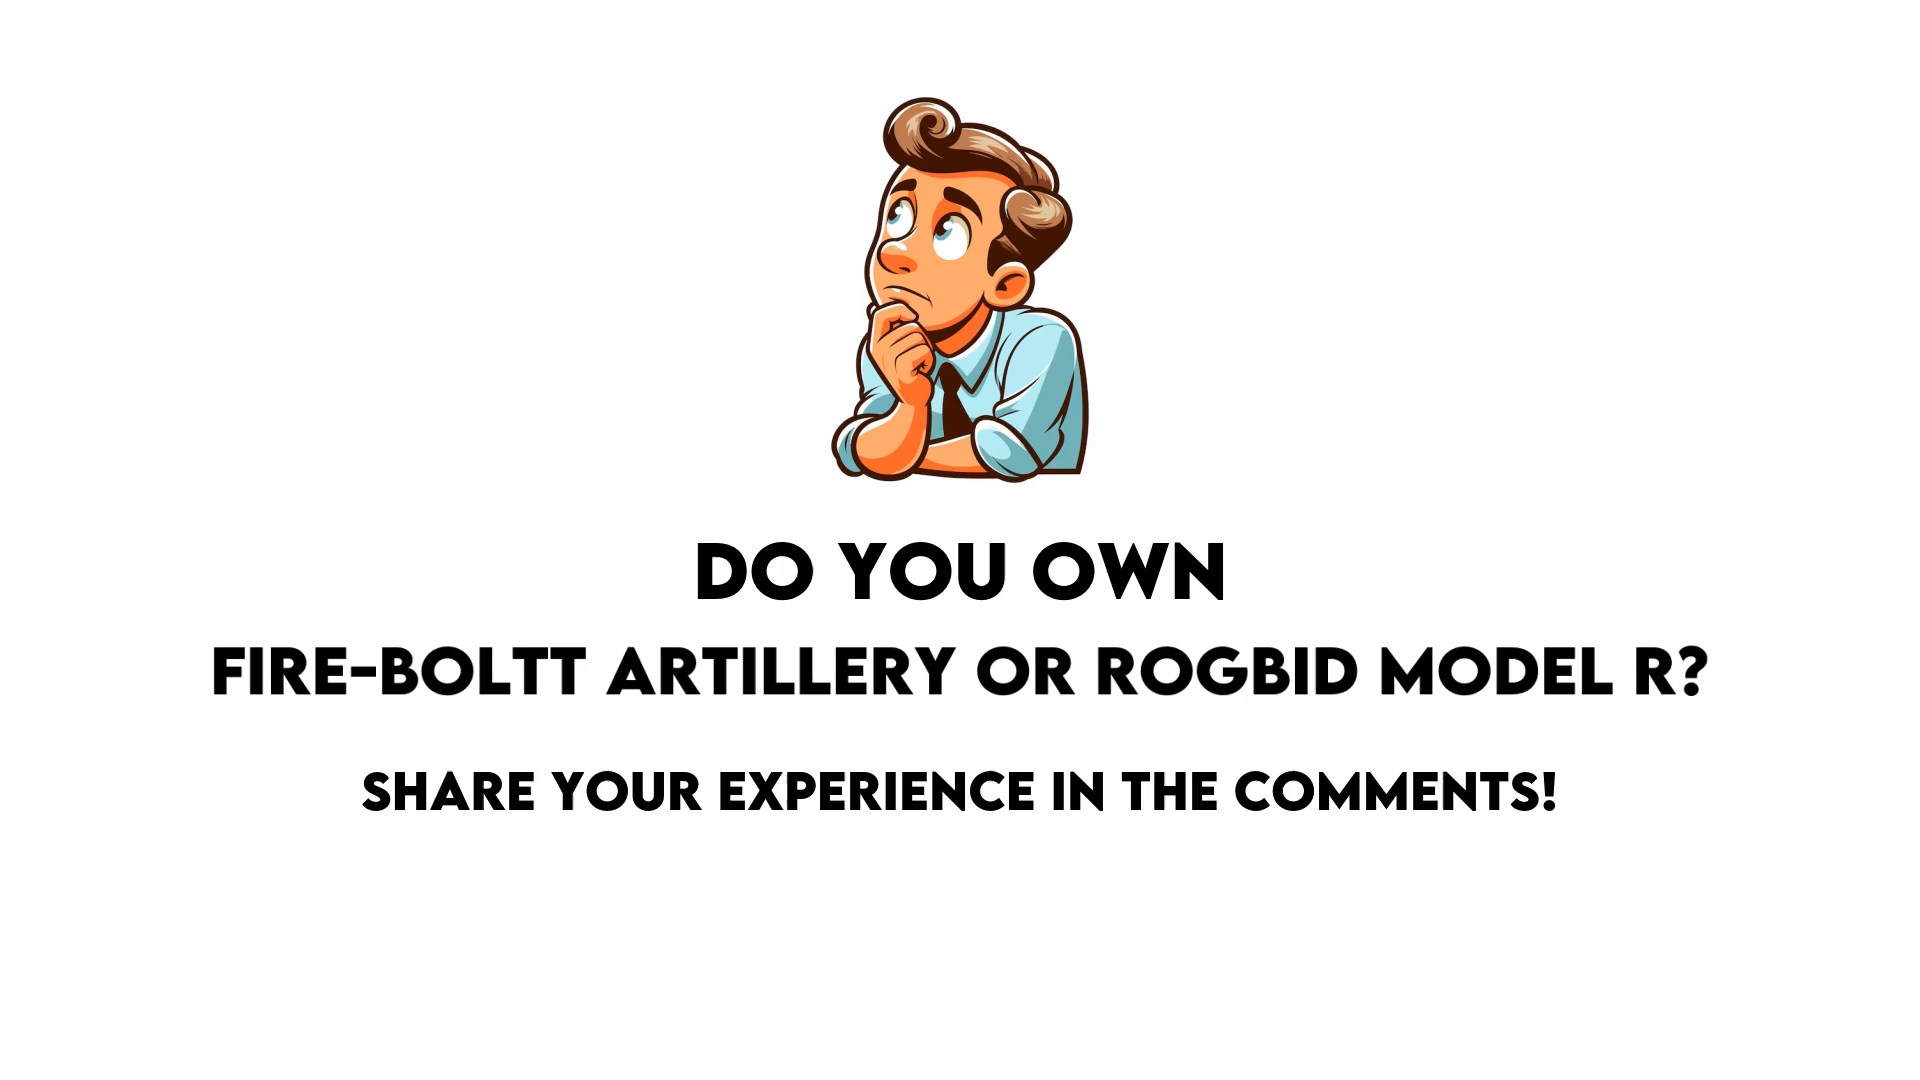 DO YOU OWN
FIRE-BOLTT ARTILLERY OR ROGBID MODEL R?
SHARE YOUR EXPERIENCE IN THE COMMENTS!